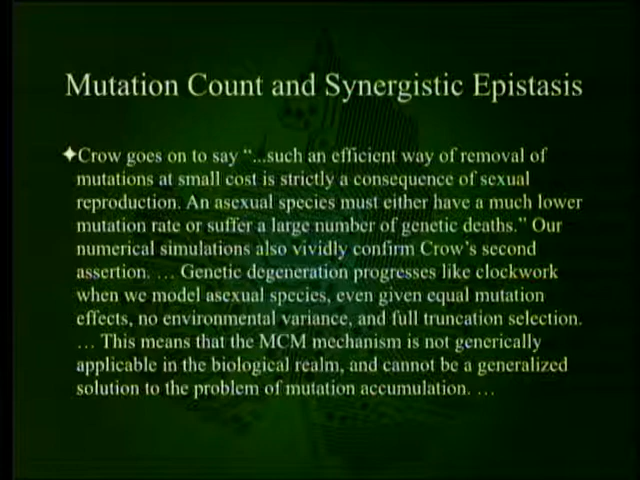 Mutation Count and Synergistic Epistasis
✦Crow goes on to say “...such an efficient way of removal of
mutations at small cost is strictly a consequence of sexual
reproduction. An asexual species must either have a much lower
mutation rate or suffer a large number of genetic deaths.” Our
numerical simulations also vividly confirm Crow’s second
assertion. … Genetic degeneration progresses like clockwork
when we model asexual species, even given equal mutation
effects, no environmental variance, and full truncation selection.
… This means that the MCM mechanism is not generically
applicable in the biological realm, and cannot be a generalized
solution to the problem of mutation accumulation. …